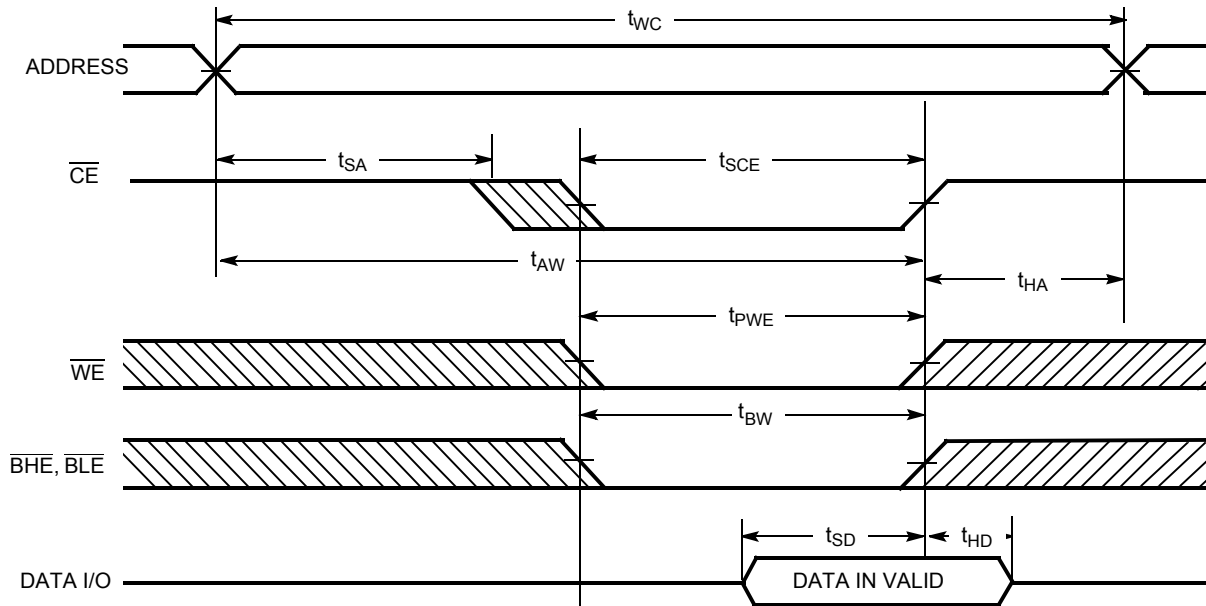 tWC
ADDRESS
tSA
tSCE
CE
tAW
tHA
tPWE
WE
tBW
BHE, BLE
tSD
tHD
DATA I/O
DATA IN VALID